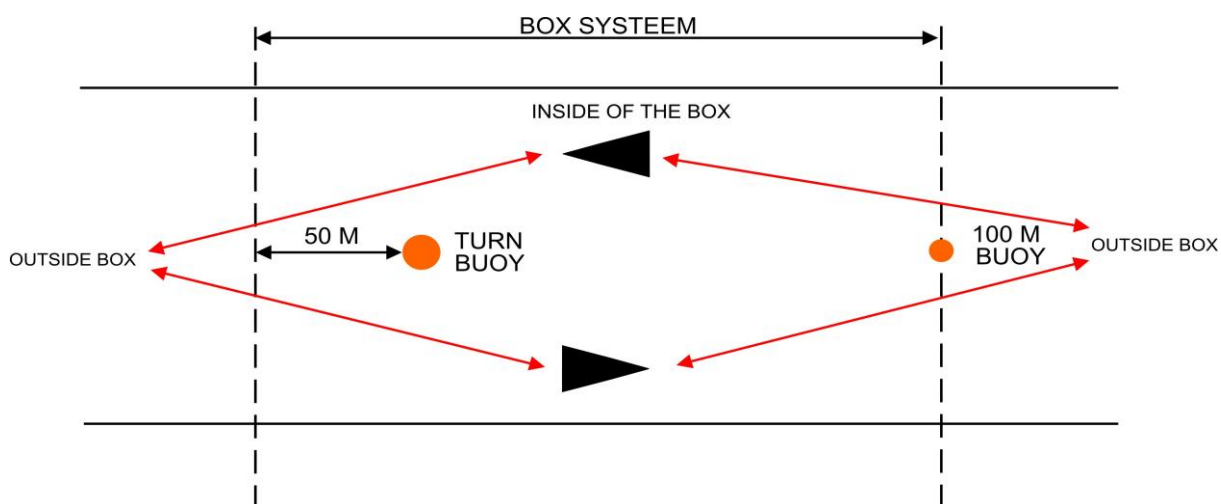 BOX SYSTEEM
INSIDE OF THE BOX
50 M
TURN
BUOY
100 M
BUOY
OUTSIDE BOX
OUTSIDE BOX